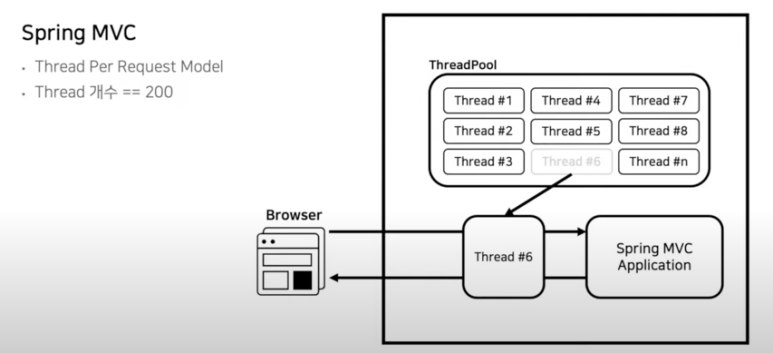 Spring MVC
· Thread Per Request Model
· Thread 개수 == 200
ThreadPool
Thread #1 Thread #4 Thread #7
Thread #2 Thread #5 Thread #8
Thread #3 Thread #6 Thread #n
Browser
Thread #6
Spring MVC
Application